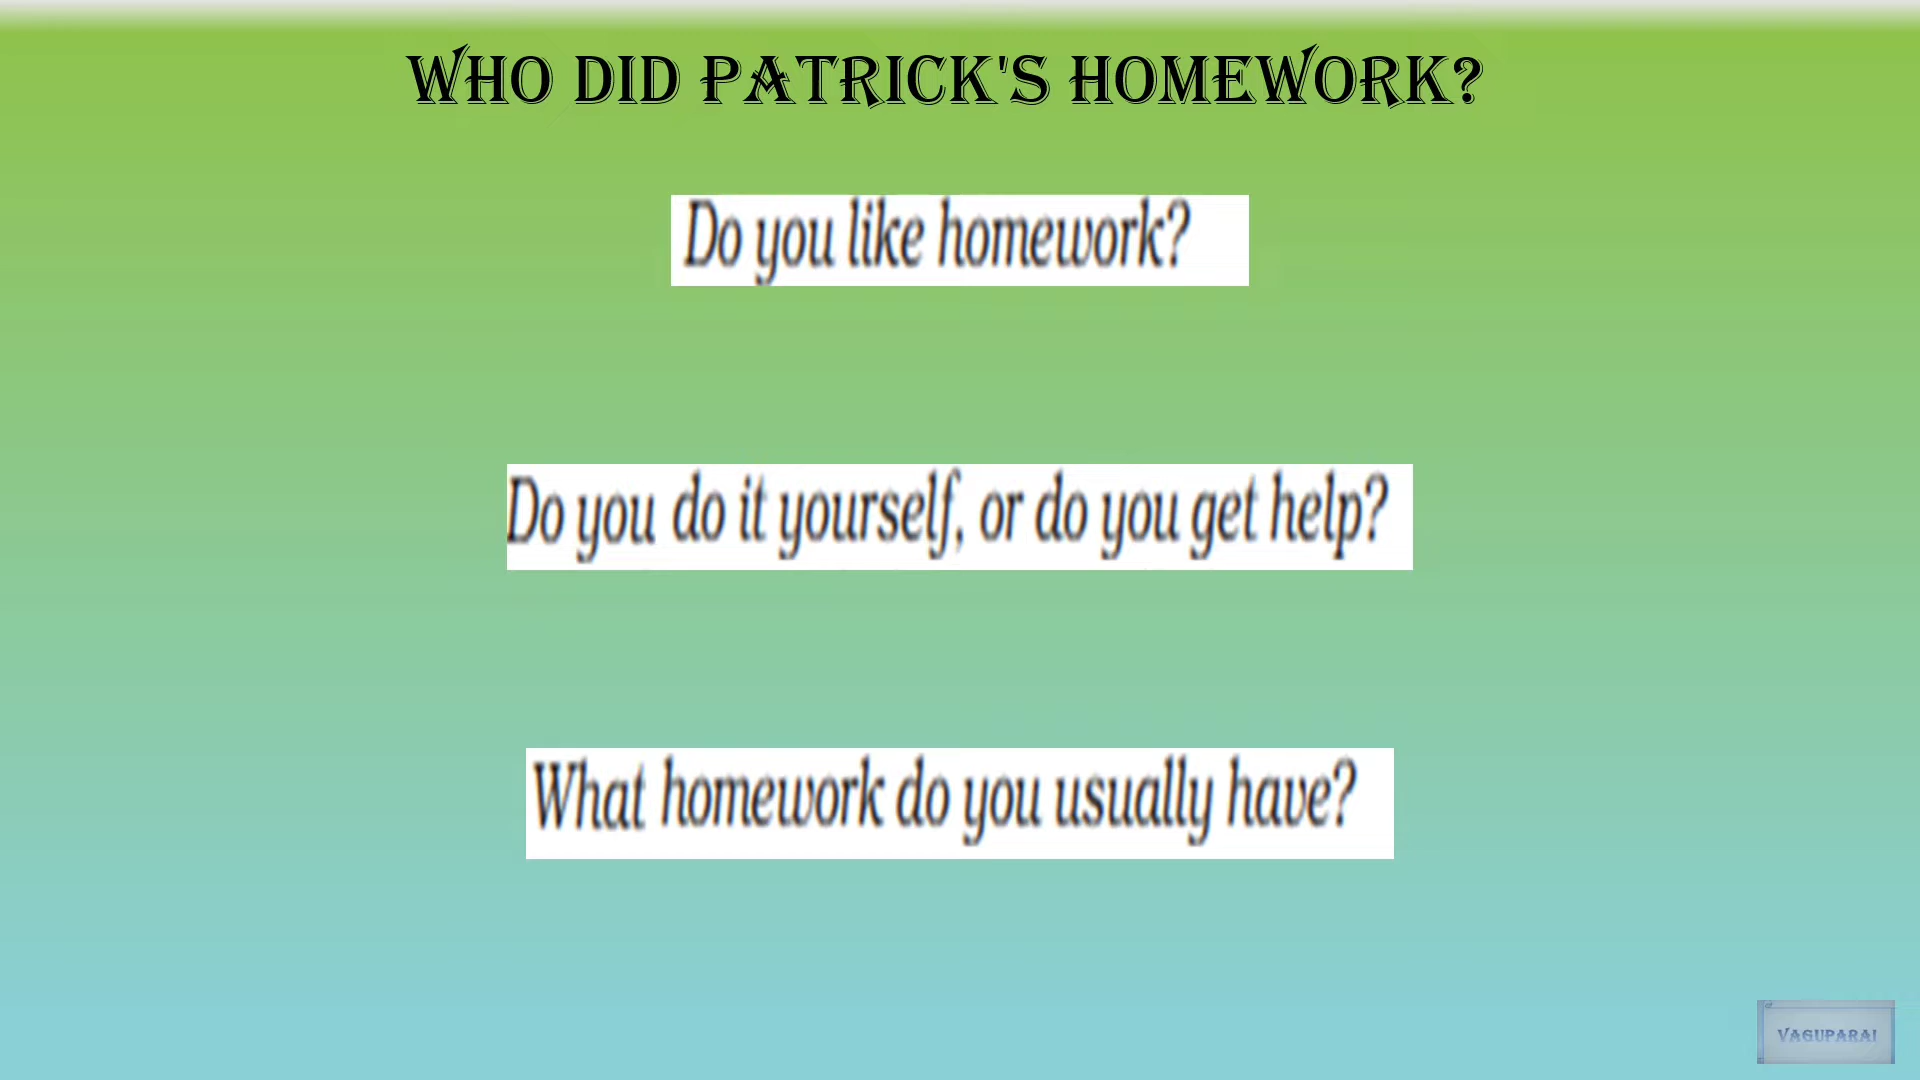 WHO DID PATRICK'S HOMEWORK?
Do you like homework?
Do you do it yourself, or do you get help?
What homework do you usually have?
VAGUPARAI